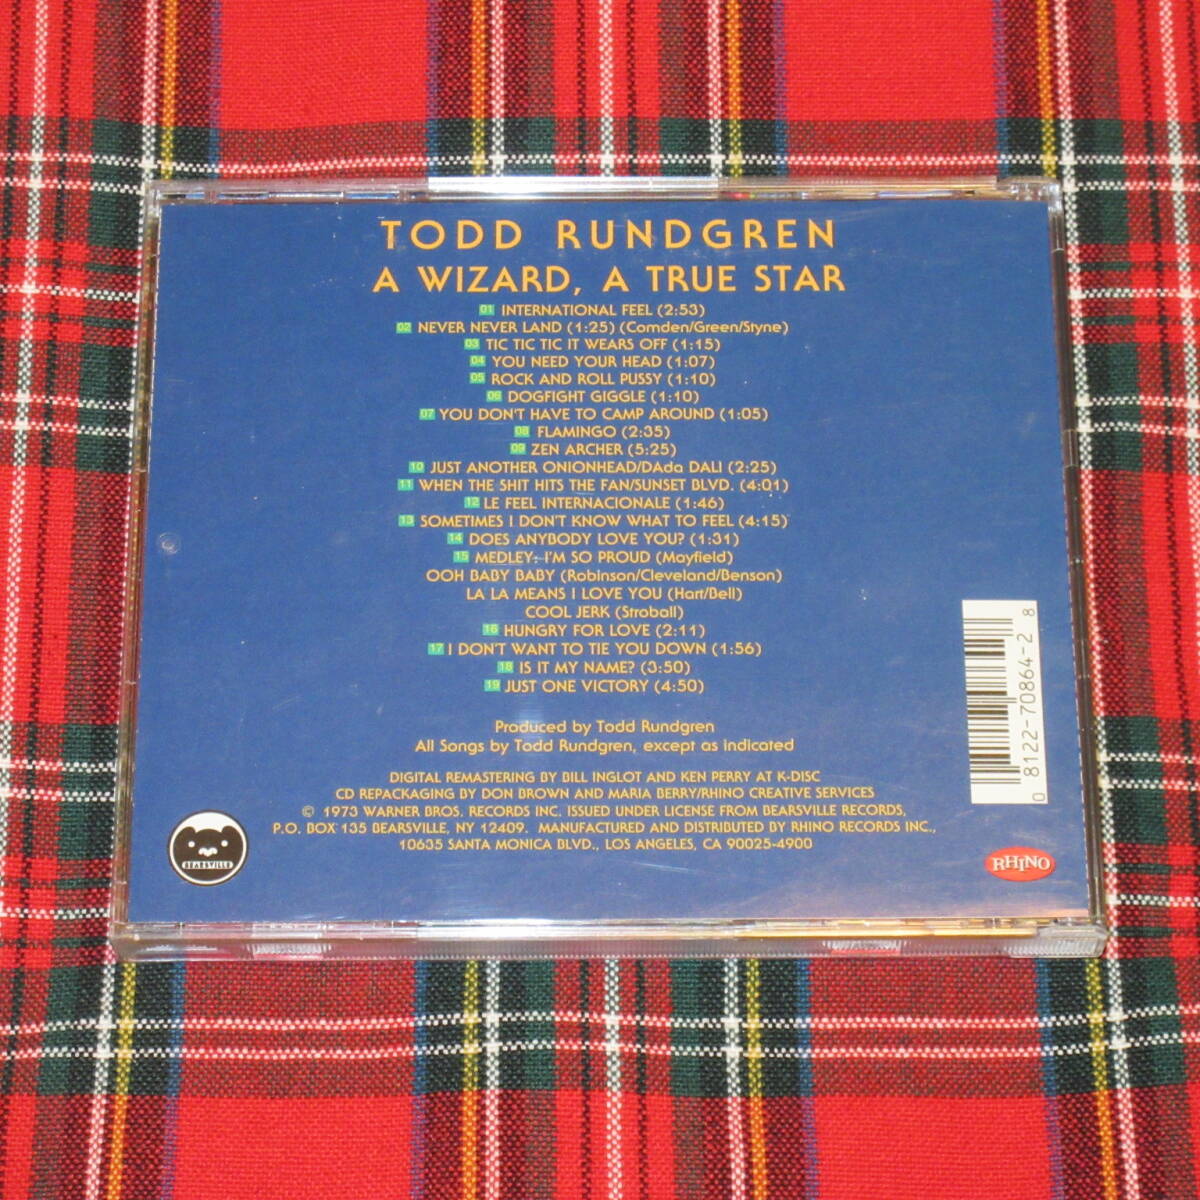 TODD RUNDGREN
A WIZARD, A TRUE STAR
01 INTERNATIONAL FEEL (2:53)
02 NEVER NEVER LAND (1:25) (Comden/Green/Styne)
03 TIC TIC TIC IT WEARS OFF (1:15)
04 YOU NEED YOUR HEAD (1:07)
05 ROCK AND ROLL PUSSY (1:10)
06 DOGFIGHT GIGGLE (1:10)
07 YOU DON'T HAVE TO CAMP AROUND (1:05)
08 FLAMINGO (2:35)
09 ZEN ARCHER (5:25)
10 JUST ANOTHER ONIONHEAD/DAda DALI (2:25)
11 WHEN THE SHIT HITS THE FAN/SUNSET BLVD. (4:01)
12 LE FEEL INTERNACIONALE (1:46)
13 SOMETIMES I DON'T KNOW WHAT TO FEEL (4:15)
14 DOES ANYBODY LOVE YOU? (1:31)
15 MEDLEY: I'M SO PROUD (Mayfield)
OOH BABY BABY (Robinson/Cleveland/Benson)
LA LA MEANS I LOVE YOU (Hart/Bell)
COOL JERK (Stroball)
16 HUNGRY FOR LOVE (2:11)
17 I DON'T WANT TO TIE YOU DOWN (1:56)
18 IS IT MY NAME? (3:50)
19 JUST ONE VICTORY (4:50)
Produced by Todd Rundgren
All Songs by Todd Rundgren, except as indicated
DIGITAL REMASTERING BY BILL INGLOT AND KEN PERRY AT K-DISC
CD REPACKAGING BY DON BROWN AND MARIA BERRY/RHINO CREATIVE SERVICES
© 1973 WARNER BROS. RECORDS INC. ISSUED UNDER LICENSE FROM BEARSVILLE RECORDS,
P.O. BOX 135 BEARSVILLE, NY 12409. MANUFACTURED AND DISTRIBUTED BY RHINO RECORDS INC.,
10635 SANTA MONICA BLVD., LOS ANGELES, CA 90025-4900
BEARSVILLE
RHINO
0 8122-70864-2 8